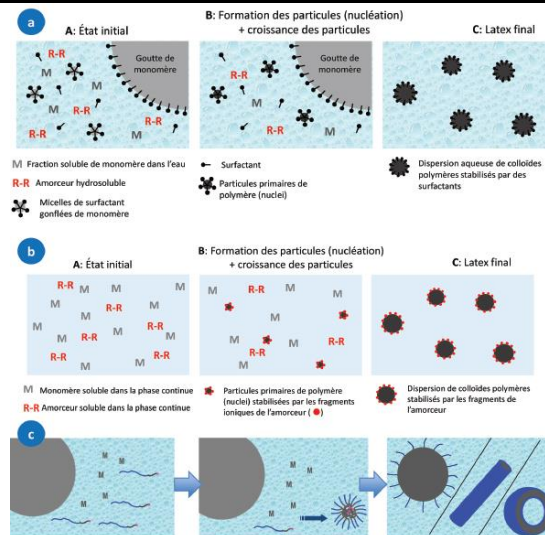 a
A: État initial
B: Formation des particules (nucléation)
+ croissance des particules
C: Latex final
R-R
M
Goutte de
monomère
M
R-R
M
R-R
R-R
M
R-R
M
Goutte de
monomère
M
R-R
M
R-R
M
M Fraction soluble de monomère dans l'eau
R-R Amorceur hydrosoluble
Micelles de surfactant
gonflées de monomère
Surfactant
Particules primaires de
polymère (nuclei)
Dispersion aqueuse de colloïdes
polymères stabilisés par des
surfactants
b
A: État initial
B: Formation des particules (nucléation)
+ croissance des particules
C: Latex final
R-R
M
M
M
M
R-R
M
M
R-R
R-R
M
R-R
M
M
M
R-R
M
M
M
M
R-R
M
R-R
M
M Monomère soluble dans la phase continue
R-R Amorceur soluble dans la phase continue
Particules primaires de polymère
(nuclei) stabilisées par les fragments
ioniques de l'amorceur ( )
Dispersion de colloïdes polymères
stabilisés par les fragments de
l'amorceur
c
M
M
M
M
M
M
M
M
M
M